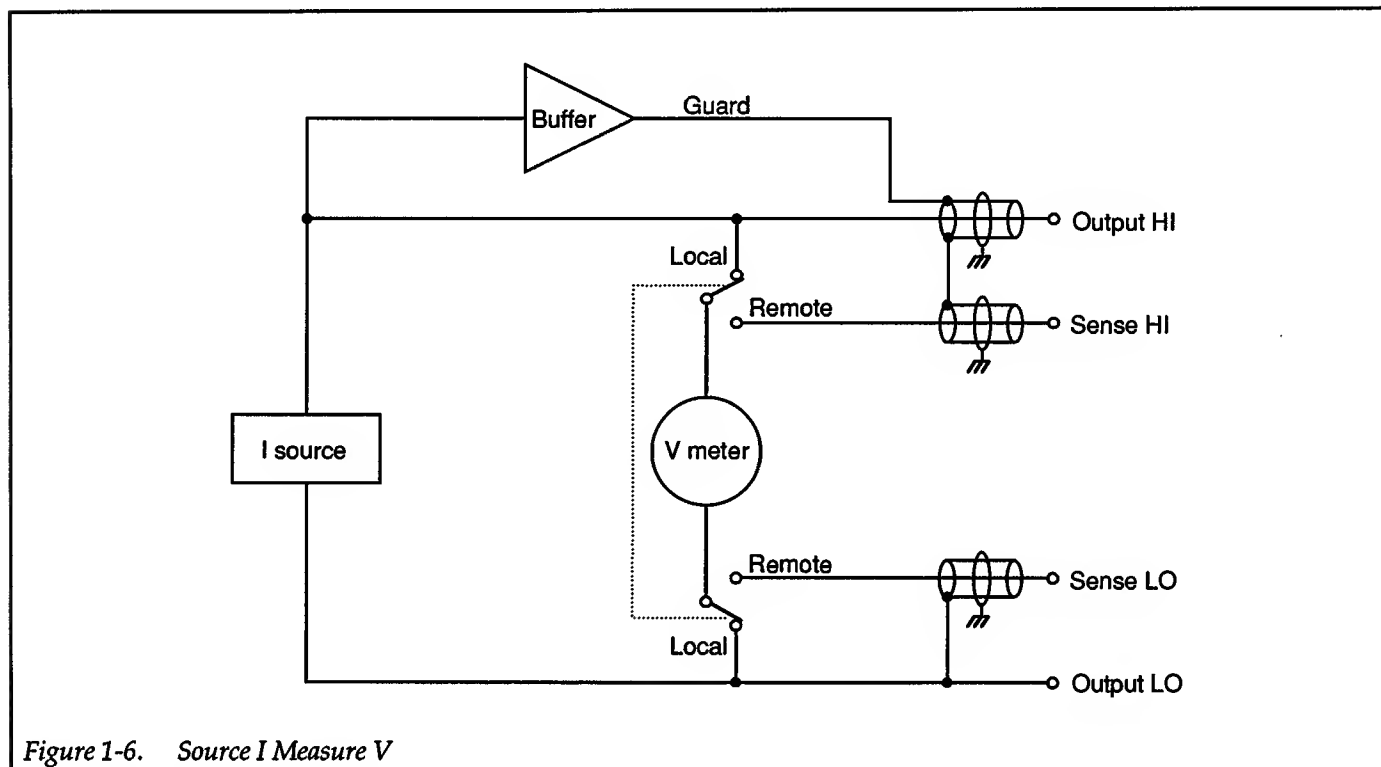 Buffer
Guard
Output HI
Local
Remote
Sense HI
I source
V meter
Remote
Sense LO
Local
Output LO
Figure 1-6. Source I Measure V